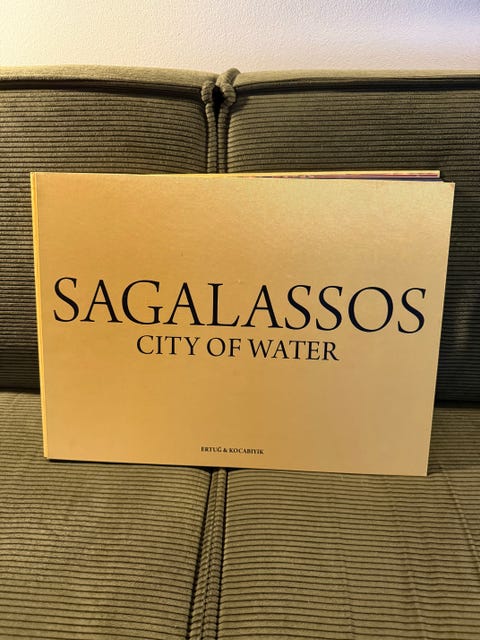 SAGALASSOS
CITY OF WATER
ERTUĞ & KOCABIYIK